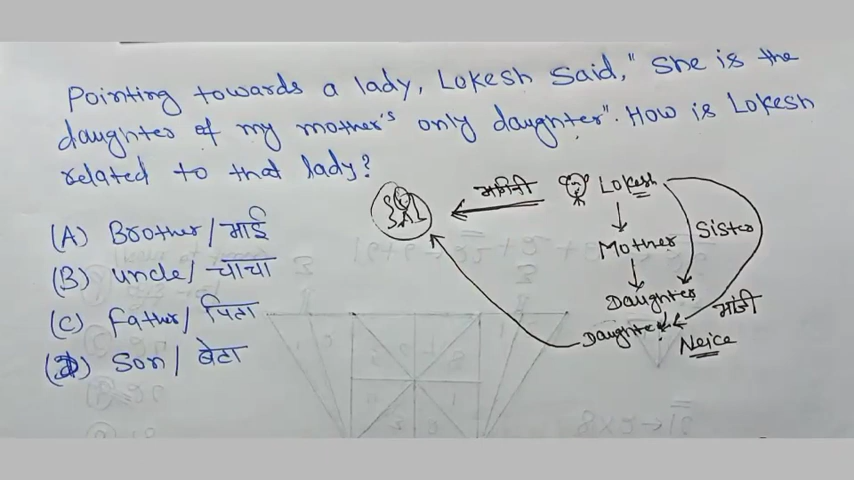 Pointing towards a lady, Lokesh Said," She is the
daughter of my mother's only daughter". How is Lokesh
related to that lady?
(A) Brother/ भाई
(B) uncle/ चाचा
(C) Father/ पिता
(D) Son/ बेटा
Lokesh
Mother
Sister
Daughter
Daughter
भांजी
Neice